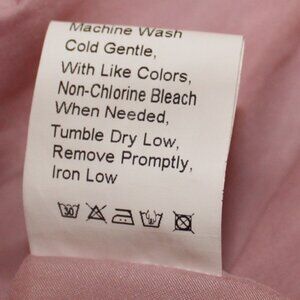 Machine Wash
Cold Gentle,
With Like Colors,
Non-Chlorine Bleach
When Needed,
Tumble Dry Low,
Remove Promptly,
Iron Low
30